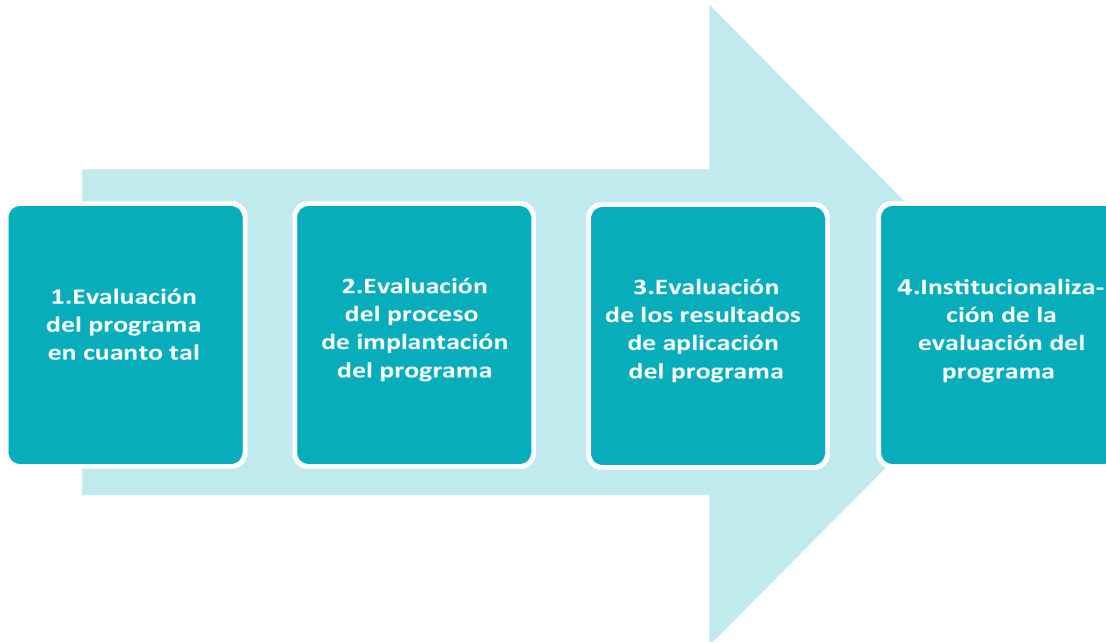 1.Evaluación
del programa
en cuanto tal
2.Evaluación
del proceso
de implantación
del programa
3.Evaluación
de los resultados
de aplicación
del programa
4.Institucionaliza-
ción de la
evaluación del
programa